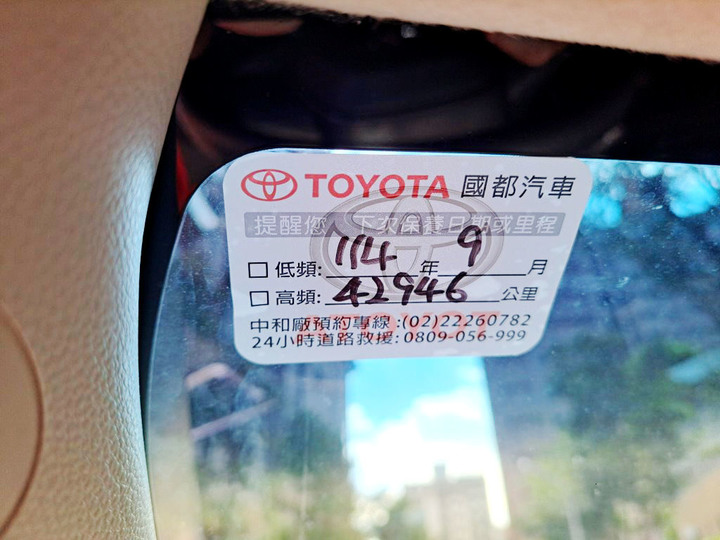 TOYOTA 國都汽車
提醒您 下次保養日期或里程
□ 低頻: 114 年 9 月
□ 高頻: 42946 公里
中和廠預約專線:(02)22260782
24小時道路救援:0809-056-999